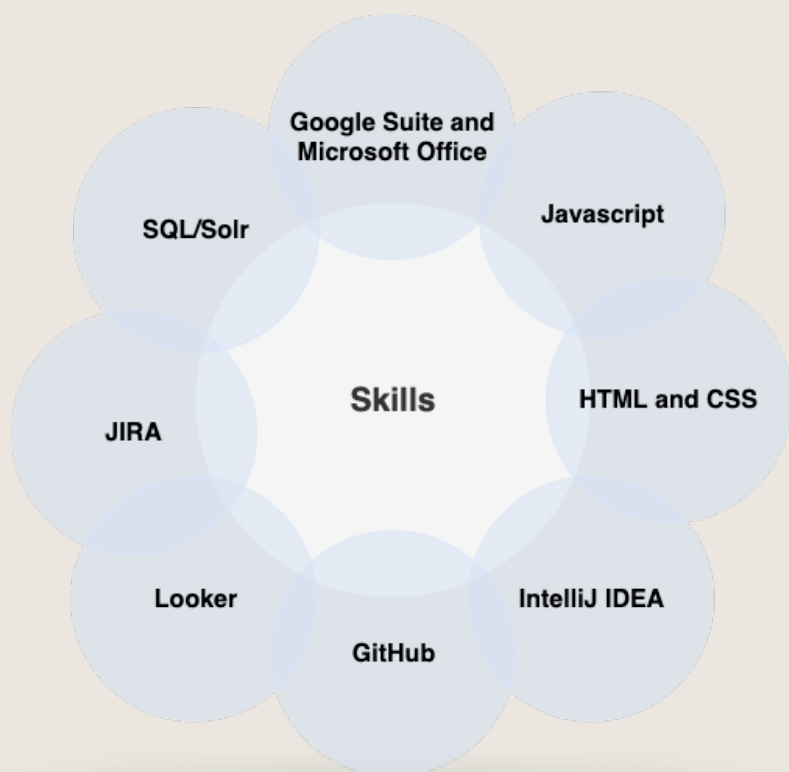 Google Suite and
Microsoft Office
Javascript
SQL/Solr
HTML and CSS
Skills
JIRA
IntelliJ IDEA
Looker
GitHub